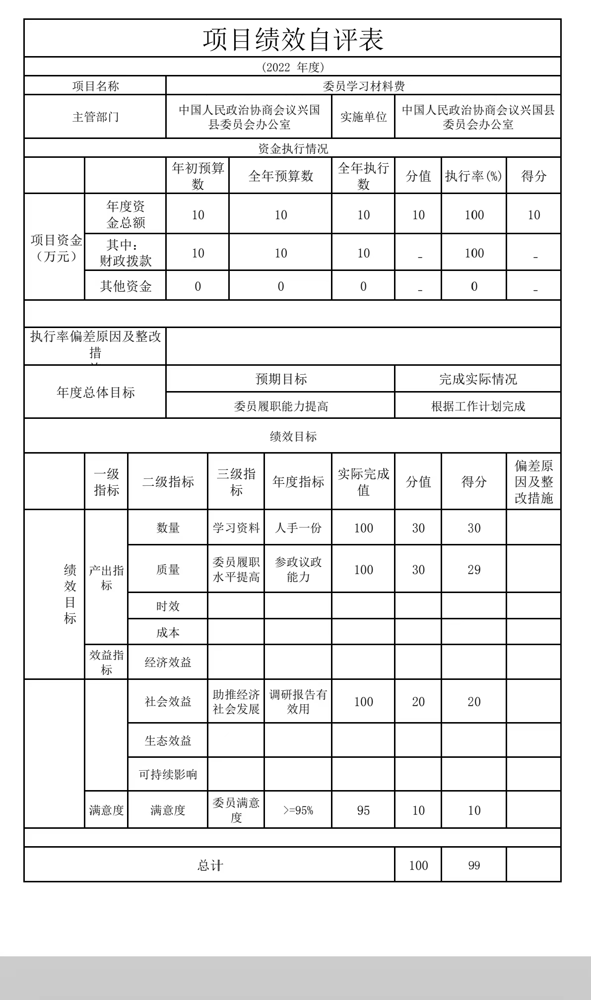 项目绩效自评表
(2022 年度)
项目名称
委员学习材料费
主管部门
中国人民政治协商会议兴国
县委员会办公室
实施单位
中国人民政治协商会议兴国县
委员会办公室
资金执行情况
年初预算
数
全年预算数
全年执行
数
分值
执行率(%)
得分
项目资金
（万元）
年度资
金总额
10
10
10
10
100
10
其中：
财政拨款
10
10
10
-
100
-
其他资金
0
0
0
-
0
-
执行率偏差原因及整改
措
年度总体目标
预期目标
完成实际情况
委员履职能力提高
根据工作计划完成
绩效目标
一级
指标
二级指标
三级指
标
年度指标
实际完成
值
分值
得分
偏差原
因及整
改措施
绩
效
目
标
产出指
标
数量
学习资料
人手一份
100
30
30
质量
委员履职
水平提高
参政议政
能力
100
30
29
时效
成本
效益指
标
经济效益
社会效益
助推经济
社会发展
调研报告有
效用
100
20
20
生态效益
可持续影响
满意度
满意度
委员满意
度
>=95%
95
10
10
总计
100
99